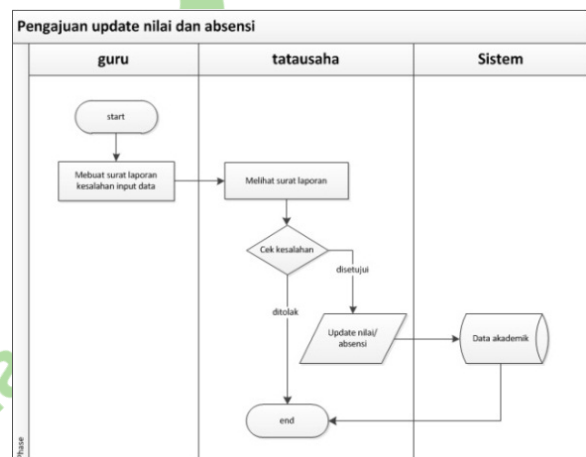 Pengajuan update nilai dan absensi
guru
tatausaha
Sistem
start
Mebuat surat laporan
kesalahan input data
Melihat surat laporan
Cek kesalahan
disetujui
ditolak
Update nilai/
absensi
Data akademik
end
Phase